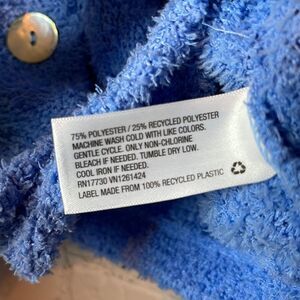 75% POLYESTER / 25% RECYCLED POLYESTER
MACHINE WASH COLD WITH LIKE COLORS.
GENTLE CYCLE. ONLY NON-CHLORINE
BLEACH IF NEEDED. TUMBLE DRY LOW.
COOL IRON IF NEEDED.
RN17730 VN1261424
LABEL MADE FROM 100% RECYCLED PLASTIC